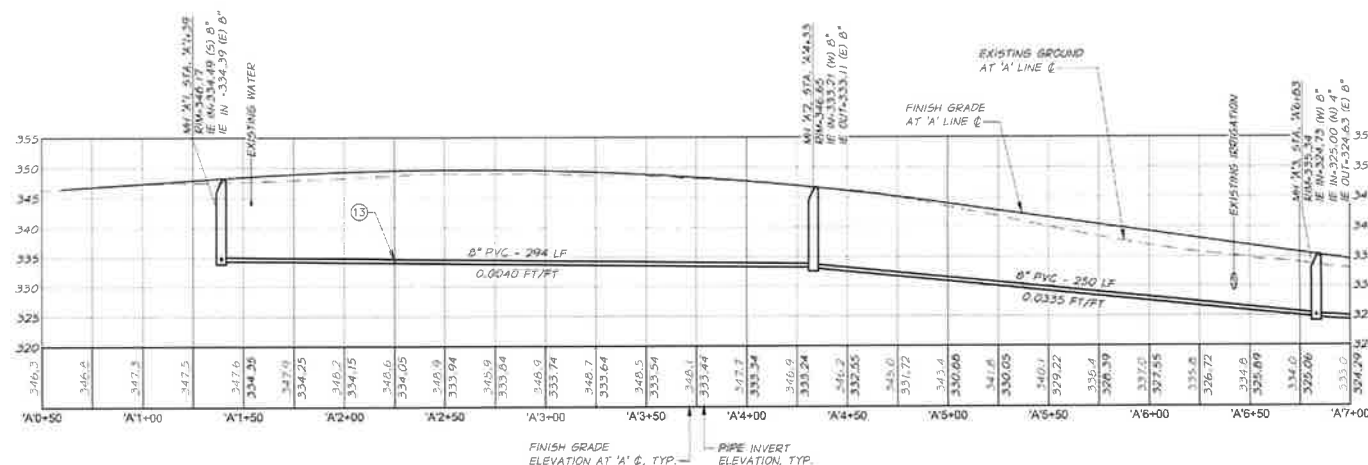 MH 'A'1, STA. 'A'1+39
RIM=348.17
IE IN=334.49 (S) 8"
IE IN -334.39 (E) 8"
EXISTING WATER
MH 'A'2, STA. 'A'4+33
RIM=346.65
IE IN=333.21 (W) 8"
IE OUT=333.11 (E) 8"
EXISTING GROUND
AT 'A' LINE ℄
FINISH GRADE
AT 'A' LINE ℄
EXISTING IRRIGATION
MH 'A'3, STA. 'A'6+83
RIM=335.34
IE IN=324.73 (W) 8"
IE IN=325.00 (N) 4"
IE OUT=324.63 (E) 8"
355
350
345
340
335
330
325
320
13
8" PVC - 294 LF
0.0040 FT/FT
8" PVC - 250 LF
0.0335 FT/FT
346.3
346.8
347.3
347.5
347.6
334.35
347.9
334.25
348.2
334.15
348.6
334.05
348.9
333.94
333.84
348.9
333.74
348.7
333.64
348.5
333.54
348.1
333.44
347.7
333.34
346.9
333.24
346.2
332.55
345.0
331.72
343.4
330.88
341.8
330.05
340.1
329.22
328.39
337.0
327.55
335.8
326.72
334.8
325.89
334.0
325.06
324.29
'A'0+50
'A'1+00
'A'1+50
'A'2+00
'A'2+50
'A'3+00
'A'3+50
'A'4+00
'A'4+50
'A'5+00
'A'5+50
'A'6+00
'A'6+50
'A'7+00
FINISH GRADE
ELEVATION AT 'A' ℄, TYP.
PIPE INVERT
ELEVATION, TYP.